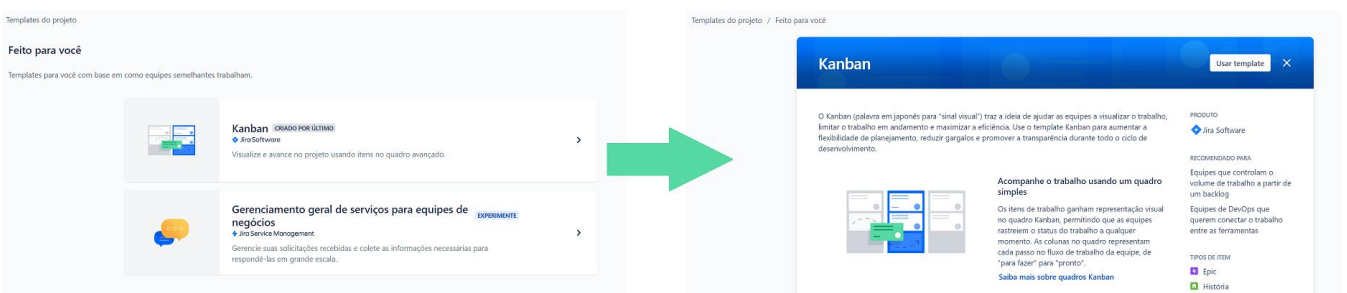 Templates do projeto
Feito para você
Templates para você com base em como equipes semelhantes trabalham.
Kanban CRIADO POR ÚLTIMO
Jira Software
Visualize e avance no projeto usando itens no quadro avançado.
Gerenciamento geral de serviços para equipes de
negócios EXPERIMENTE
Jira Service Management
Gerencie suas solicitações recebidas e colete as informações necessárias para
respondê-las em grande escala.
Templates do projeto / Feito para você
Kanban
Usar template
O Kanban (palavra em japonês para "sinal visual") traz a ideia de ajudar as equipes a visualizar o trabalho,
limitar o trabalho em andamento e maximizar a eficiência. Use o template Kanban para aumentar a
flexibilidade de planejamento, reduzir gargalos e promover a transparência durante todo o ciclo de
desenvolvimento.
Acompanhe o trabalho usando um quadro
simples
Os itens de trabalho ganham representação visual
no quadro Kanban, permitindo que as equipes
rastreiem o status do trabalho a qualquer
momento. As colunas no quadro representam
cada passo no fluxo de trabalho da equipe, de
"para fazer" para "pronto".
Saiba mais sobre quadros Kanban
PRODUTO
Jira Software
RECOMENDADO PARA
Equipes que controlam o
volume de trabalho a partir de
um backlog
Equipes de DevOps que
querem conectar o trabalho
entre as ferramentas
TIPOS DE ITEM
Epic
História